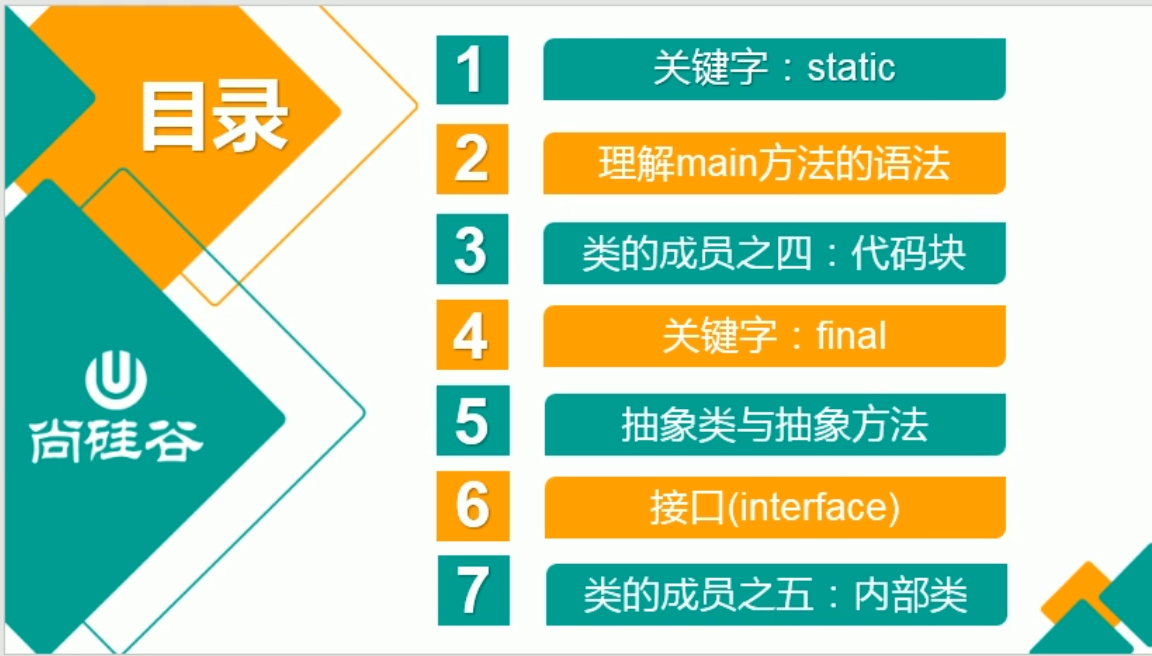 目录
尚硅谷
1
关键字：static
2
理解main方法的语法
3
类的成员之四：代码块
4
关键字：final
5
抽象类与抽象方法
6
接口(interface)
7
类的成员之五：内部类